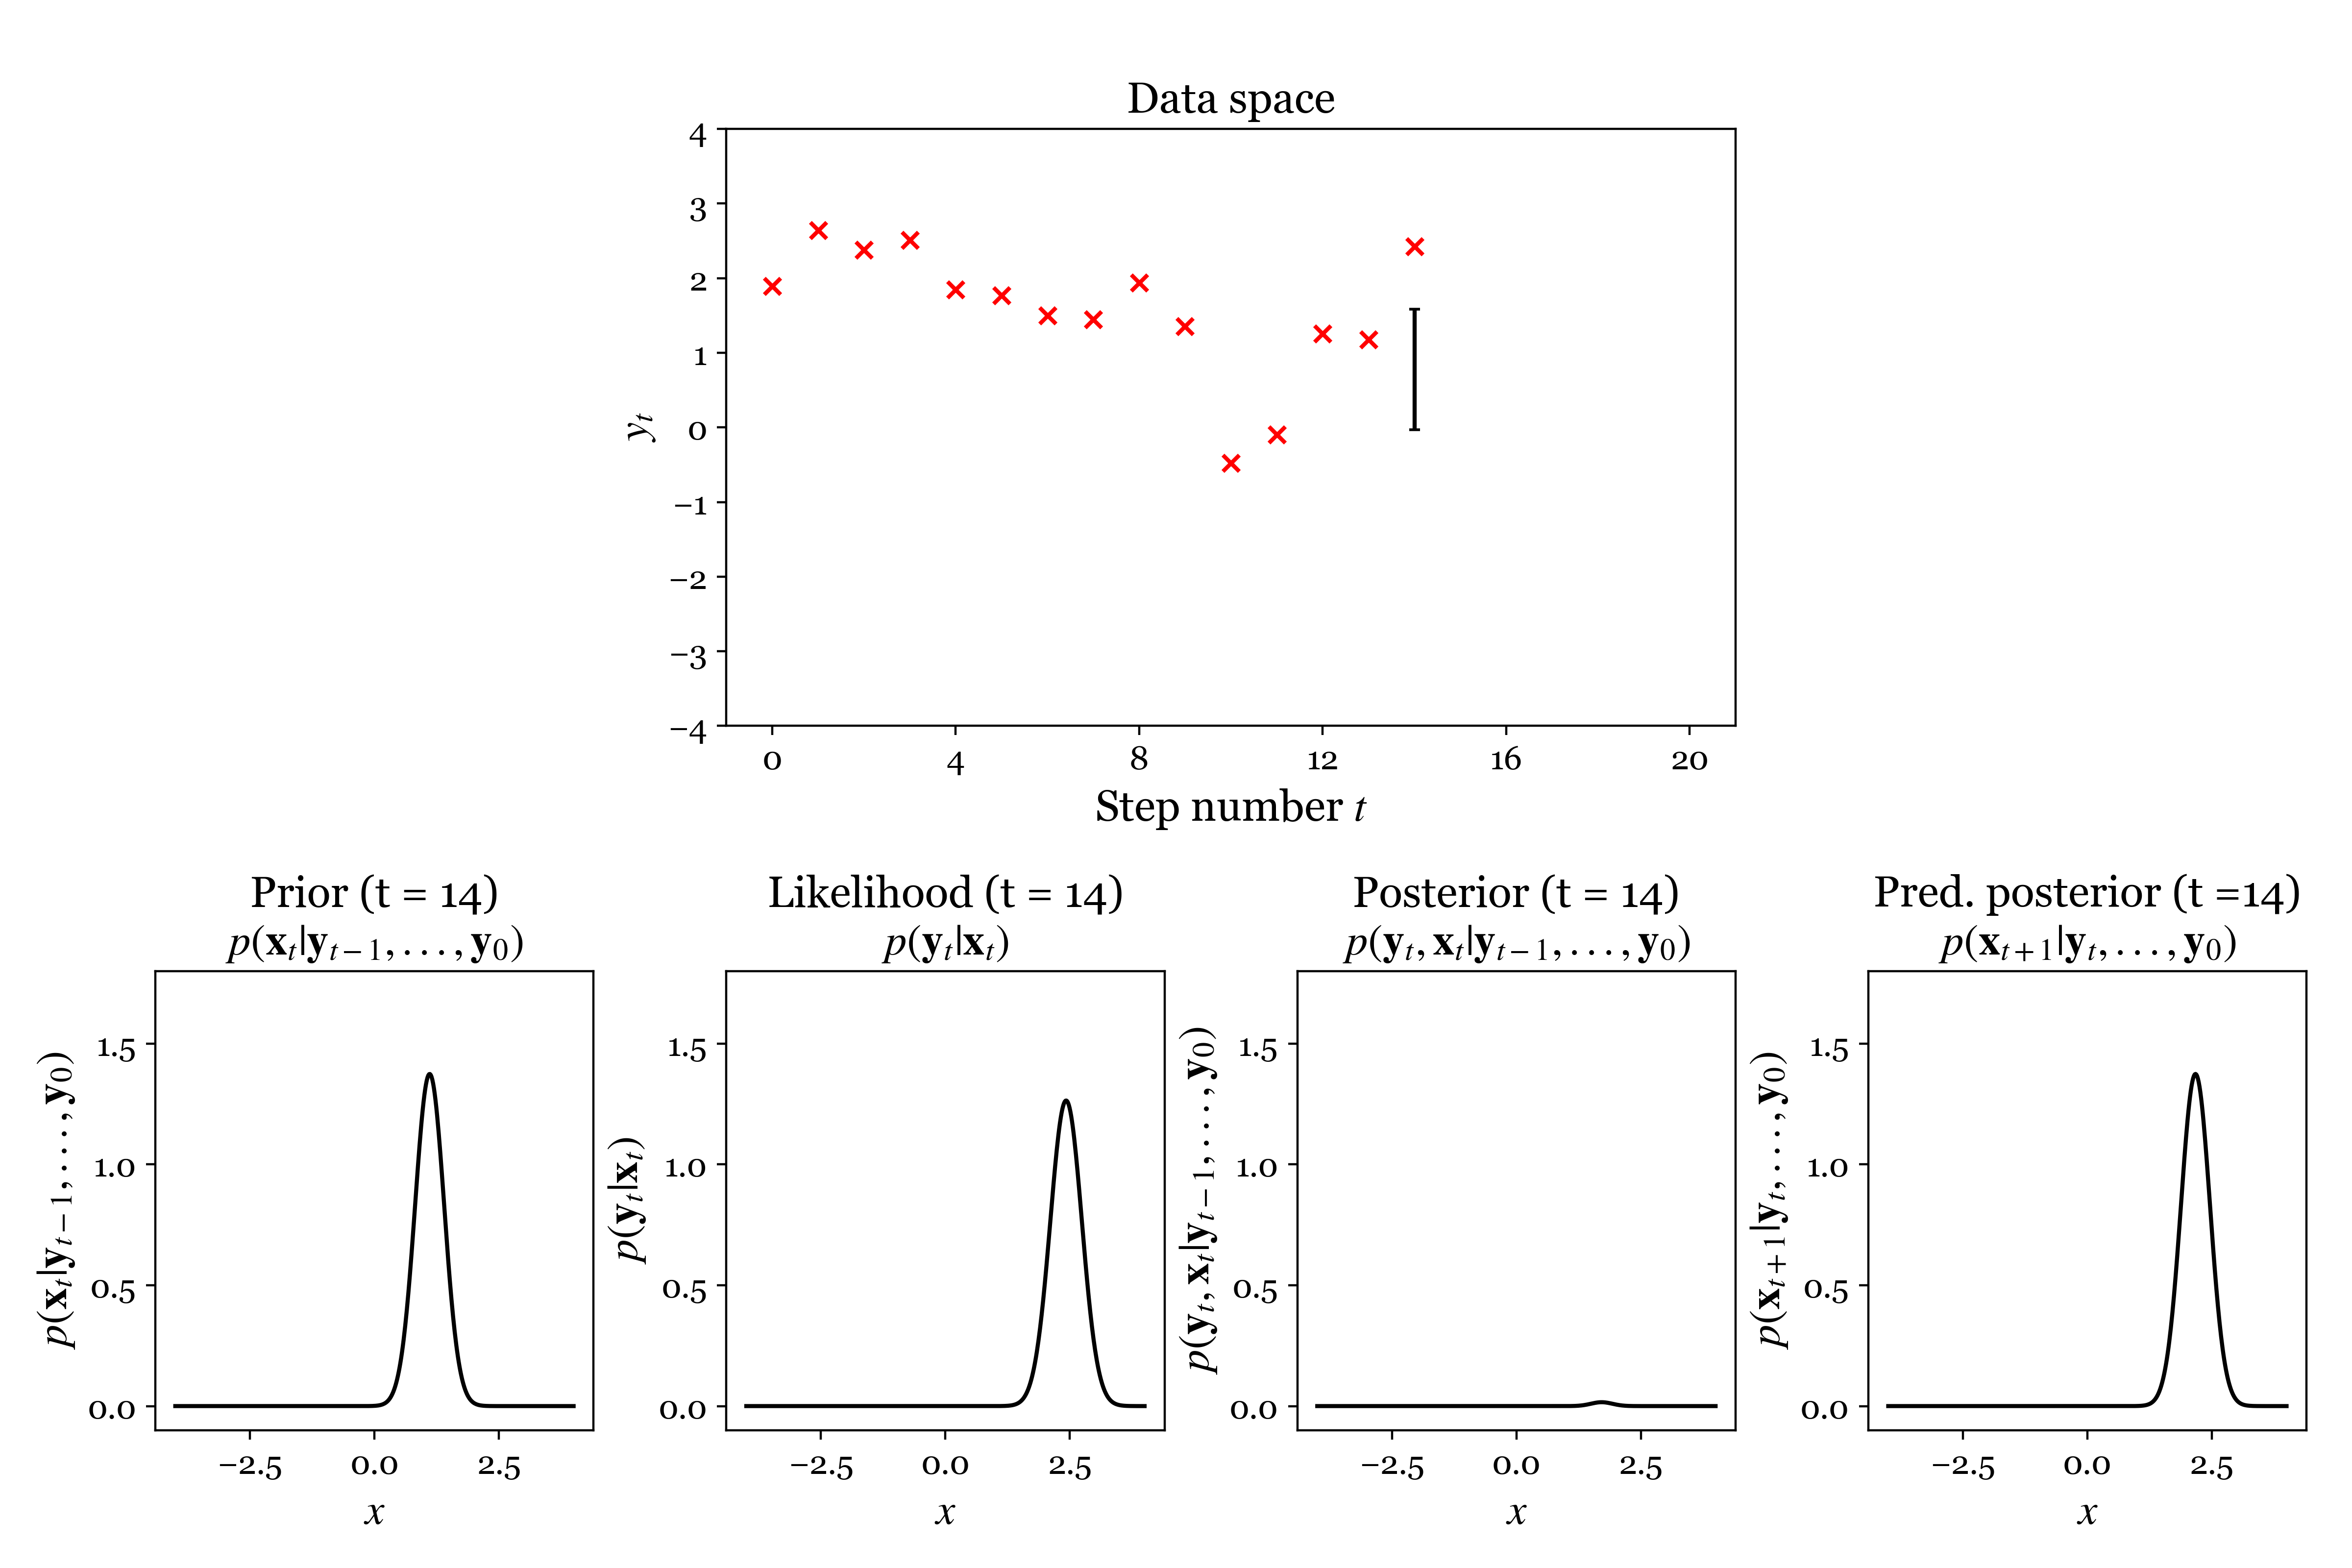 Data space
4
3
2
1
0
−1
−2
−3
−4
y_t
0 4 8 12 16 20
Step number t
Prior (t = 14)
p(𝐱_t|𝐲_{t−1}, . . . , 𝐲_0)
1.5
1.0
0.5
0.0
p(𝐱_t|𝐲_{t−1}, . . . , 𝐲_0)
−2.5 0.0 2.5
x
Likelihood (t = 14)
p(𝐲_t|𝐱_t)
1.5
1.0
0.5
0.0
p(𝐲_t|𝐱_t)
−2.5 0.0 2.5
x
Posterior (t = 14)
p(𝐲_t, 𝐱_t|𝐲_{t−1}, . . . , 𝐲_0)
1.5
1.0
0.5
0.0
p(𝐲_t, 𝐱_t|𝐲_{t−1}, . . . , 𝐲_0)
−2.5 0.0 2.5
x
Pred. posterior (t =14)
p(𝐱_{t+1}|𝐲_t, . . . , 𝐲_0)
1.5
1.0
0.5
0.0
p(𝐱_{t+1}|𝐲_t, . . . , 𝐲_0)
−2.5 0.0 2.5
x